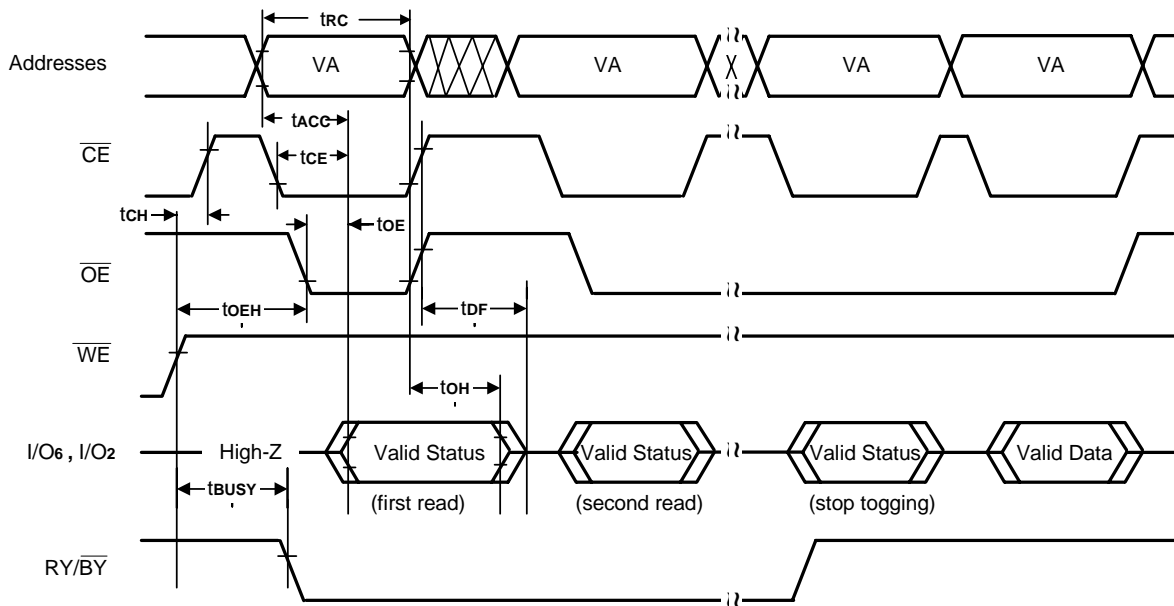 tRC
Addresses
VA
VA
VA
VA
tACC
CE
tCE
tCH
tOE
OE
tOEH
tDF
WE
tOH
I/O6 , I/O2
High-Z
Valid Status
Valid Status
Valid Status
Valid Data
tBUSY
(first read)
(second read)
(stop togging)
RY/BY